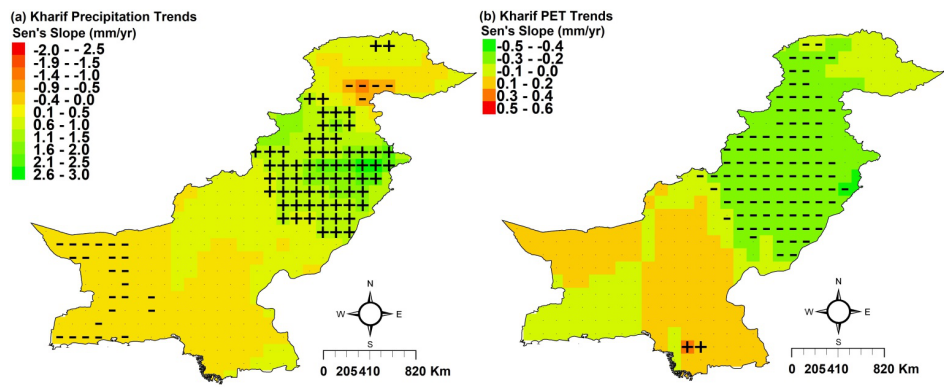 (a) Kharif Precipitation Trends
Sen's Slope (mm/yr)
-2.0 - - 2.5
-1.9 - -1.5
-1.4 - -1.0
-0.9 - -0.5
-0.4 - 0.0
0.1 - 0.5
0.6 - 1.0
1.1 - 1.5
1.6 - 2.0
2.1 - 2.5
2.6 - 3.0
N
W E
S
0 205 410 820 Km
(b) Kharif PET Trends
Sen's Slope (mm/yr)
-0.5 - -0.4
-0.3 - -0.2
-0.1 - 0.0
0.1 - 0.2
0.3 - 0.4
0.5 - 0.6
N
W E
S
0 205 410 820 Km